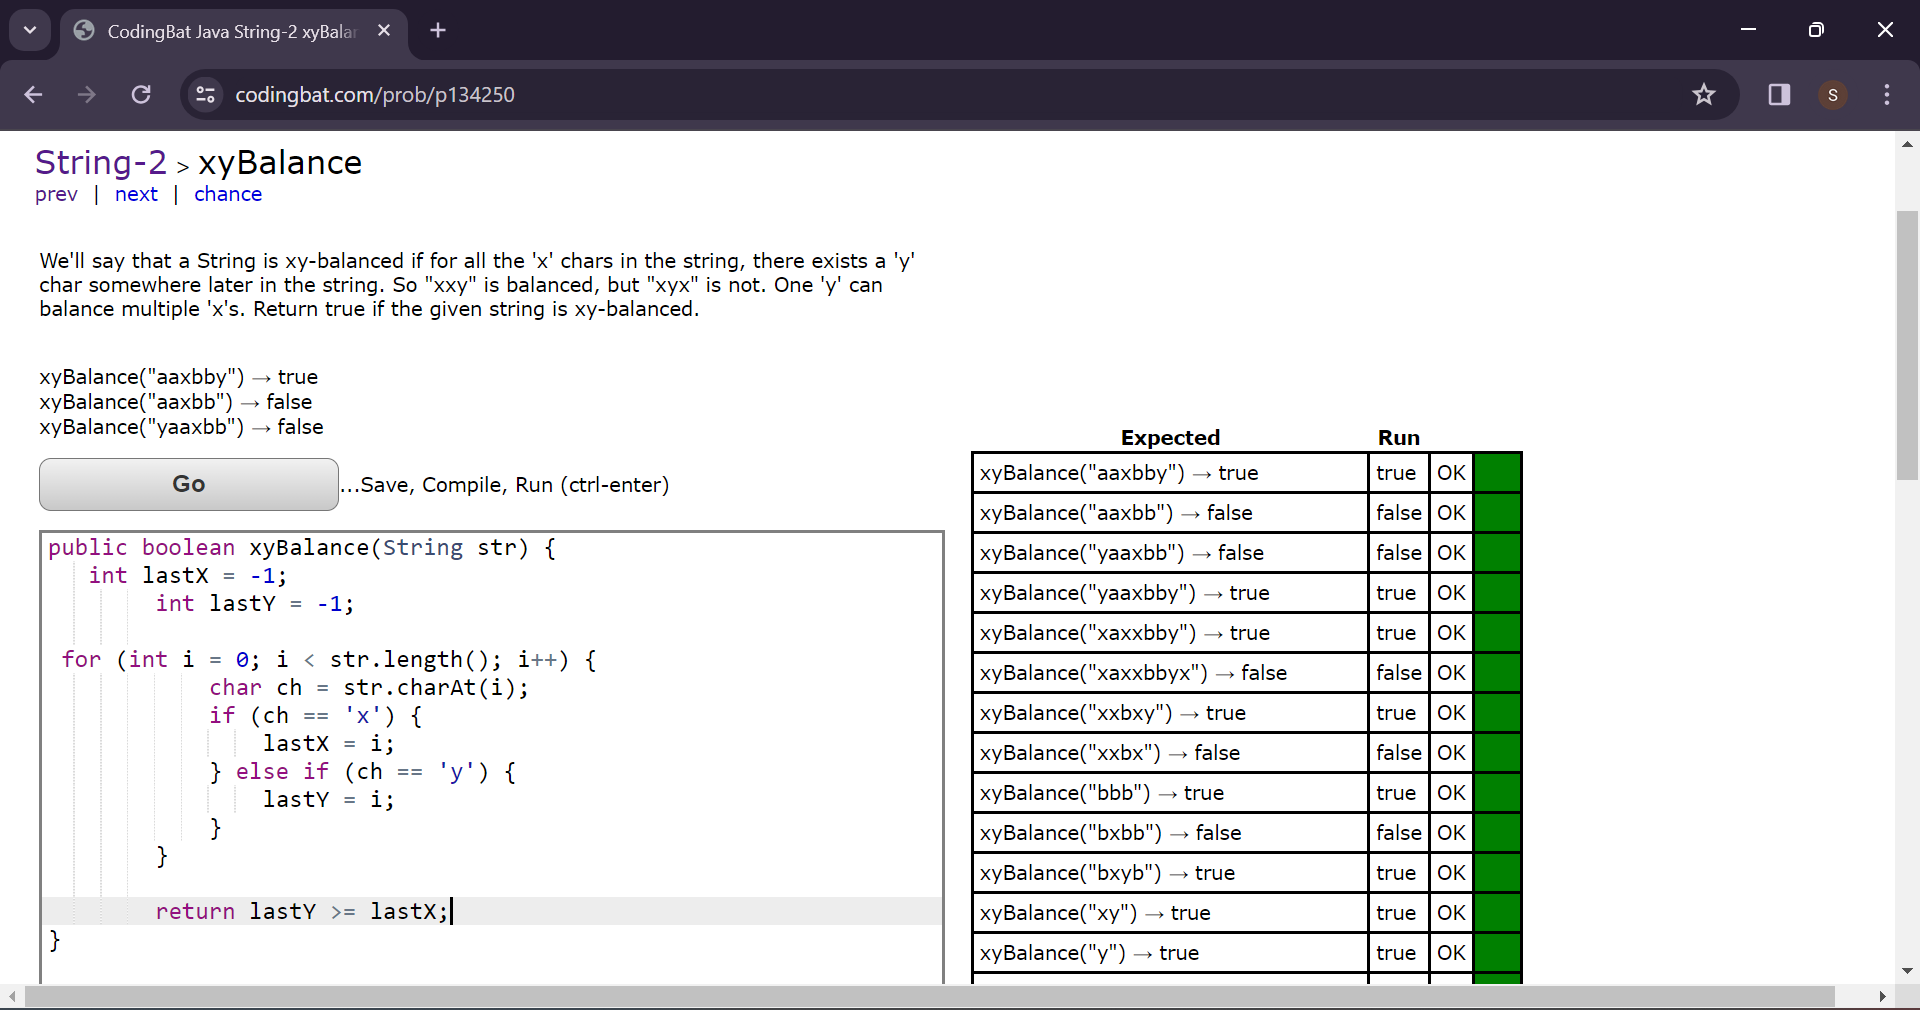 CodingBat Java String-2 xyBalar
codingbat.com/prob/p134250
S
String-2 > xyBalance
prev | next | chance
We'll say that a String is xy-balanced if for all the 'x' chars in the string, there exists a 'y'
char somewhere later in the string. So "xxy" is balanced, but "xyx" is not. One 'y' can
balance multiple 'x's. Return true if the given string is xy-balanced.
xyBalance("aaxbby") → true
xyBalance("aaxbb") → false
xyBalance("yaaxbb") → false
Go ...Save, Compile, Run (ctrl-enter)
public boolean xyBalance(String str) {
int lastX = -1;
int lastY = -1;
for (int i = 0; i < str.length(); i++) {
char ch = str.charAt(i);
if (ch == 'x') {
lastX = i;
} else if (ch == 'y') {
lastY = i;
}
}
return lastY >= lastX;
}
Expected Run
xyBalance("aaxbby") → true true OK
xyBalance("aaxbb") → false false OK
xyBalance("yaaxbb") → false false OK
xyBalance("yaaxbby") → true true OK
xyBalance("xaxxbby") → true true OK
xyBalance("xaxxbbyx") → false false OK
xyBalance("xxbxy") → true true OK
xyBalance("xxbx") → false false OK
xyBalance("bbb") → true true OK
xyBalance("bxbb") → false false OK
xyBalance("bxyb") → true true OK
xyBalance("xy") → true true OK
xyBalance("y") → true true OK